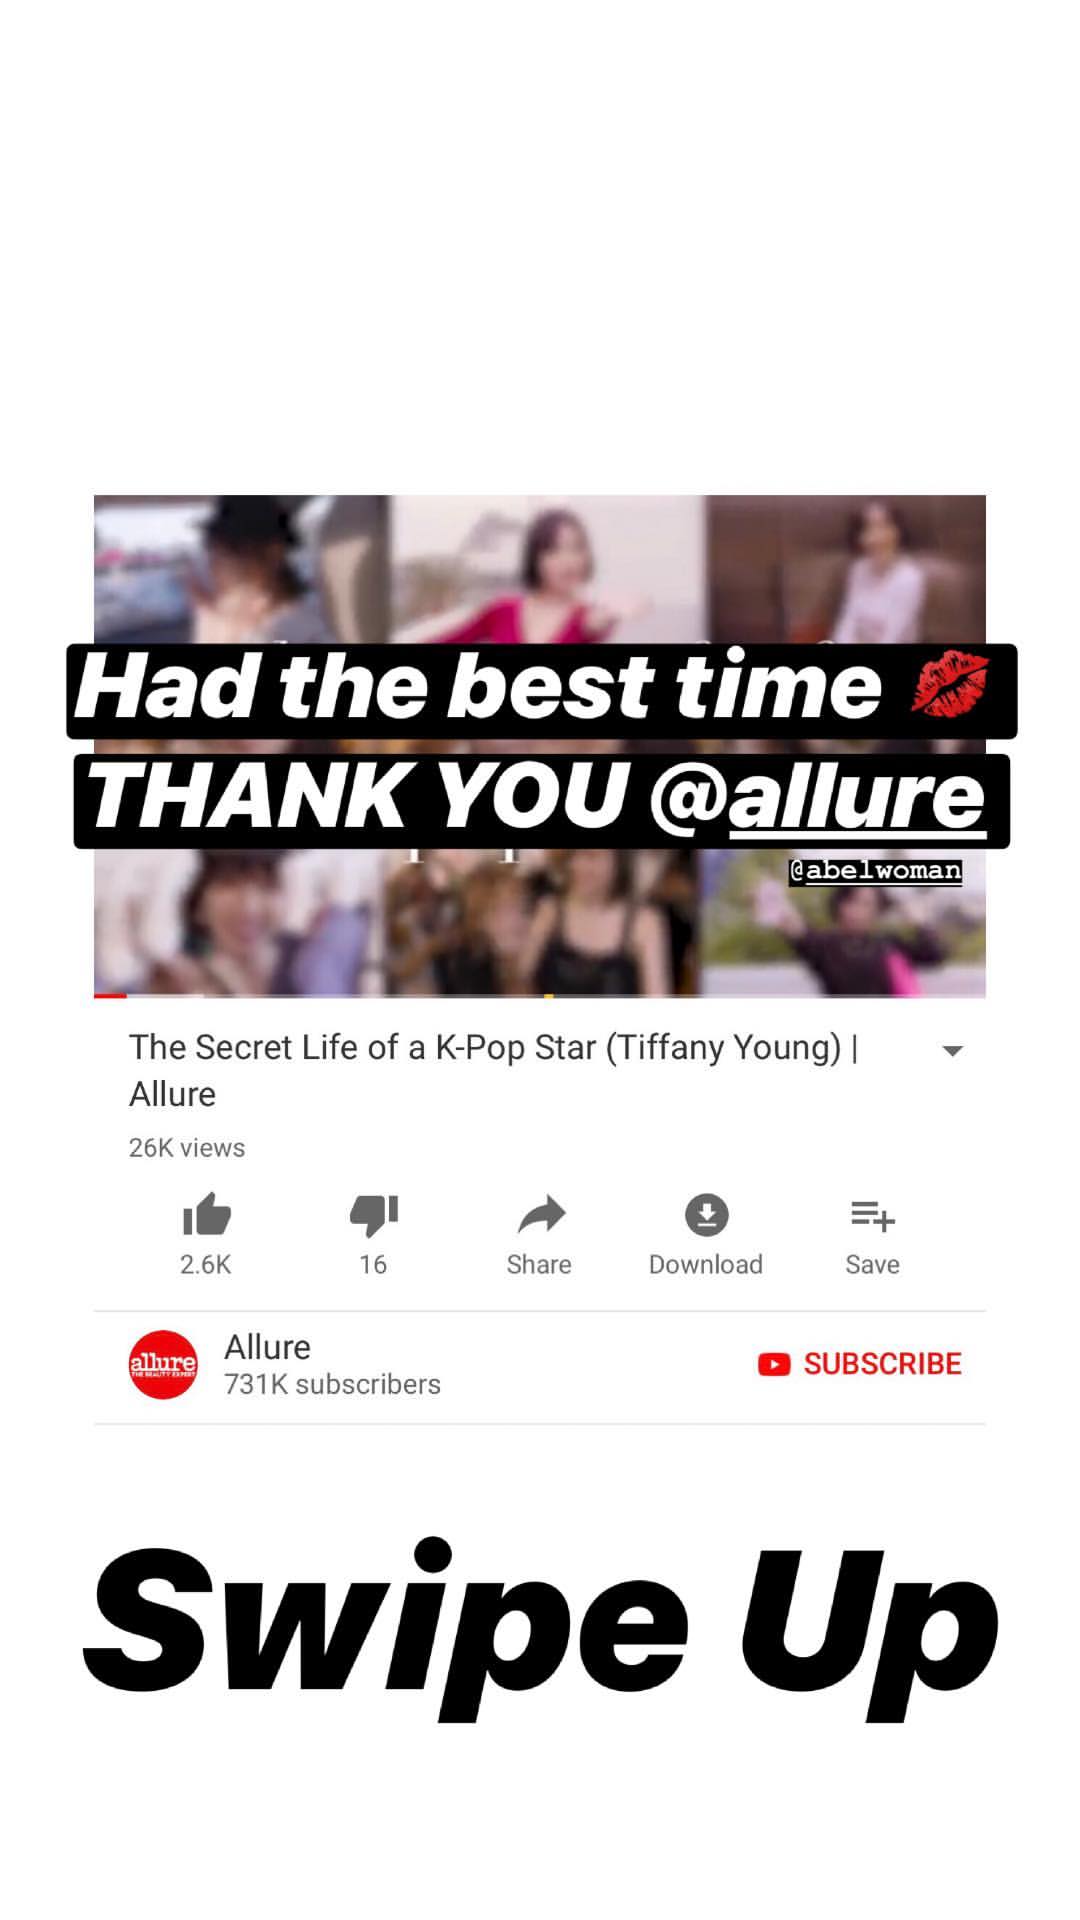 Had the best time 💋
THANK YOU @allure
@abelwoman
The Secret Life of a K-Pop Star (Tiffany Young) |
Allure
26K views
2.6K
16
Share
Download
Save
allure
THE BEAUTY EXPERT
Allure
731K subscribers
SUBSCRIBE
Swipe Up